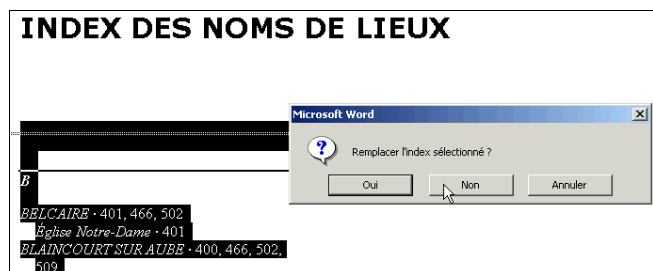 INDEX DES NOMS DE LIEUX
Microsoft Word
Remplacer l'index sélectionné ?
Oui
Non
Annuler
B
BELCAIRE · 401, 466, 502
Église Notre-Dame · 401
BLAINCOURT SUR AUBE · 400, 466, 502,
509